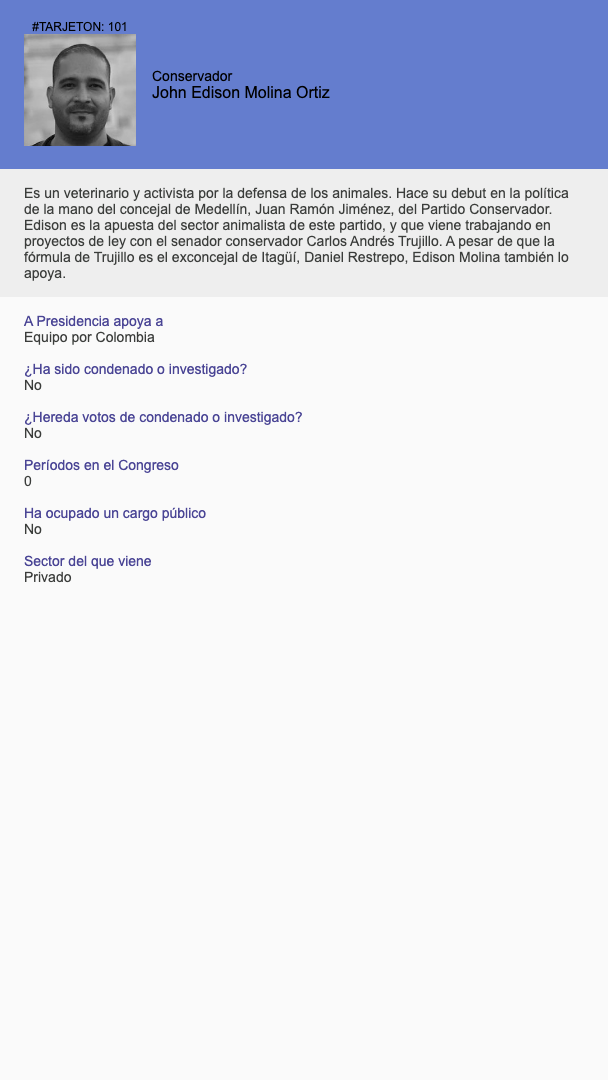 #TARJETON: 101
Conservador
John Edison Molina Ortiz
Es un veterinario y activista por la defensa de los animales. Hace su debut en la política
de la mano del concejal de Medellín, Juan Ramón Jiménez, del Partido Conservador.
Edison es la apuesta del sector animalista de este partido, y que viene trabajando en
proyectos de ley con el senador conservador Carlos Andrés Trujillo. A pesar de que la
fórmula de Trujillo es el exconcejal de Itagüí, Daniel Restrepo, Edison Molina también lo
apoya.
A Presidencia apoya a
Equipo por Colombia
¿Ha sido condenado o investigado?
No
¿Hereda votos de condenado o investigado?
No
Períodos en el Congreso
0
Ha ocupado un cargo público
No
Sector del que viene
Privado